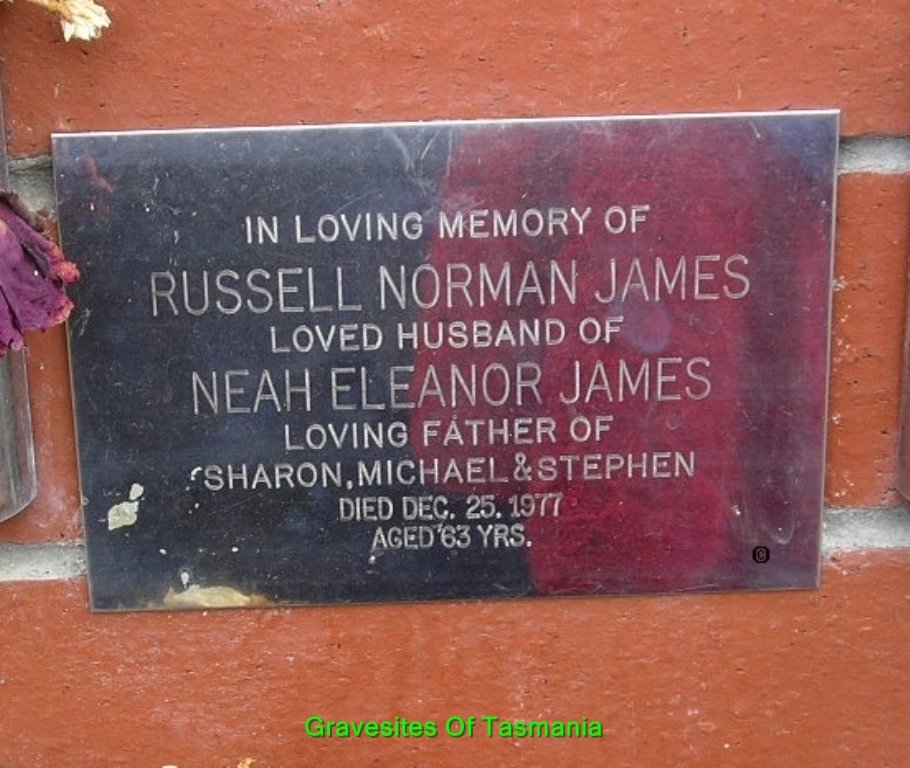 IN LOVING MEMORY OF
RUSSELL NORMAN JAMES
LOVED HUSBAND OF
NEAH ELEANOR JAMES
LOVING FATHER OF
SHARON, MICHAEL & STEPHEN
DIED DEC. 25. 1977
AGED 63 YRS.
©
Gravesites Of Tasmania